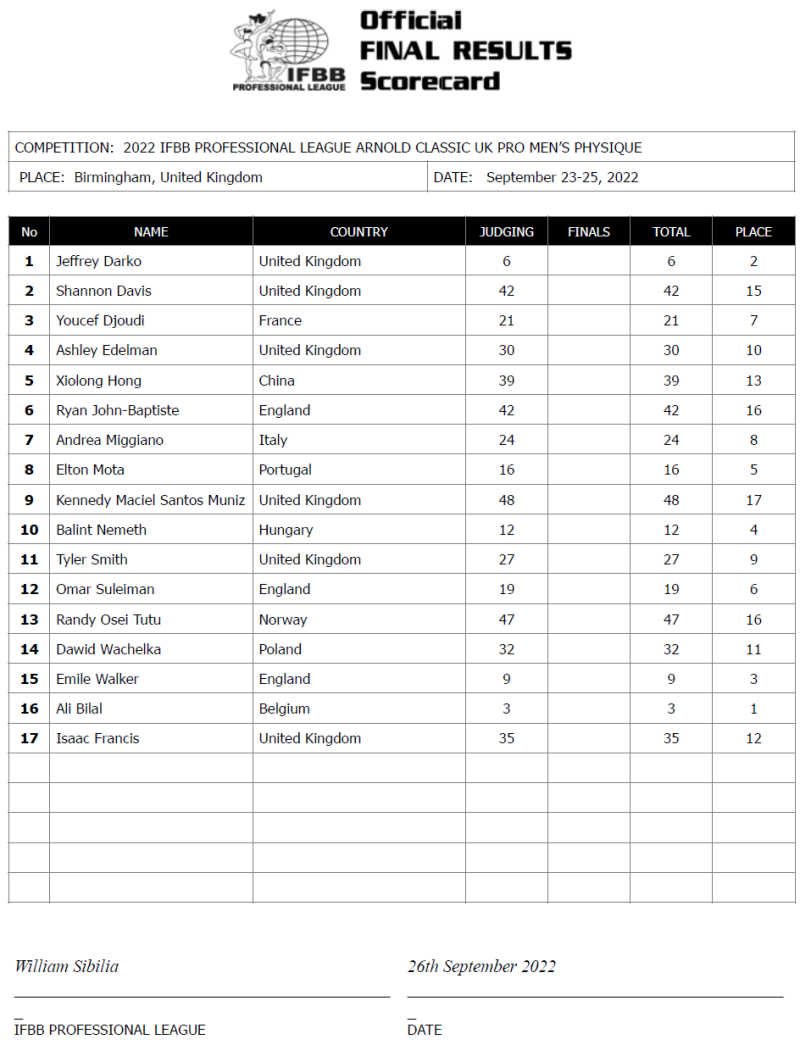 Official
FINAL RESULTS
Scorecard
IFBB
PROFESSIONAL LEAGUE
COMPETITION: 2022 IFBB PROFESSIONAL LEAGUE ARNOLD CLASSIC UK PRO MEN'S PHYSIQUE
PLACE: Birmingham, United Kingdom DATE: September 23-25, 2022
No NAME COUNTRY JUDGING FINALS TOTAL PLACE
1 Jeffrey Darko United Kingdom 6 6 2
2 Shannon Davis United Kingdom 42 42 15
3 Youcef Djoudi France 21 21 7
4 Ashley Edelman United Kingdom 30 30 10
5 Xiolong Hong China 39 39 13
6 Ryan John-Baptiste England 42 42 16
7 Andrea Miggiano Italy 24 24 8
8 Elton Mota Portugal 16 16 5
9 Kennedy Maciel Santos Muniz United Kingdom 48 48 17
10 Balint Nemeth Hungary 12 12 4
11 Tyler Smith United Kingdom 27 27 9
12 Omar Suleiman England 19 19 6
13 Randy Osei Tutu Norway 47 47 16
14 Dawid Wachelka Poland 32 32 11
15 Emile Walker England 9 9 3
16 Ali Bilal Belgium 3 3 1
17 Isaac Francis United Kingdom 35 35 12
William Sibilia 26th September 2022
IFBB PROFESSIONAL LEAGUE DATE